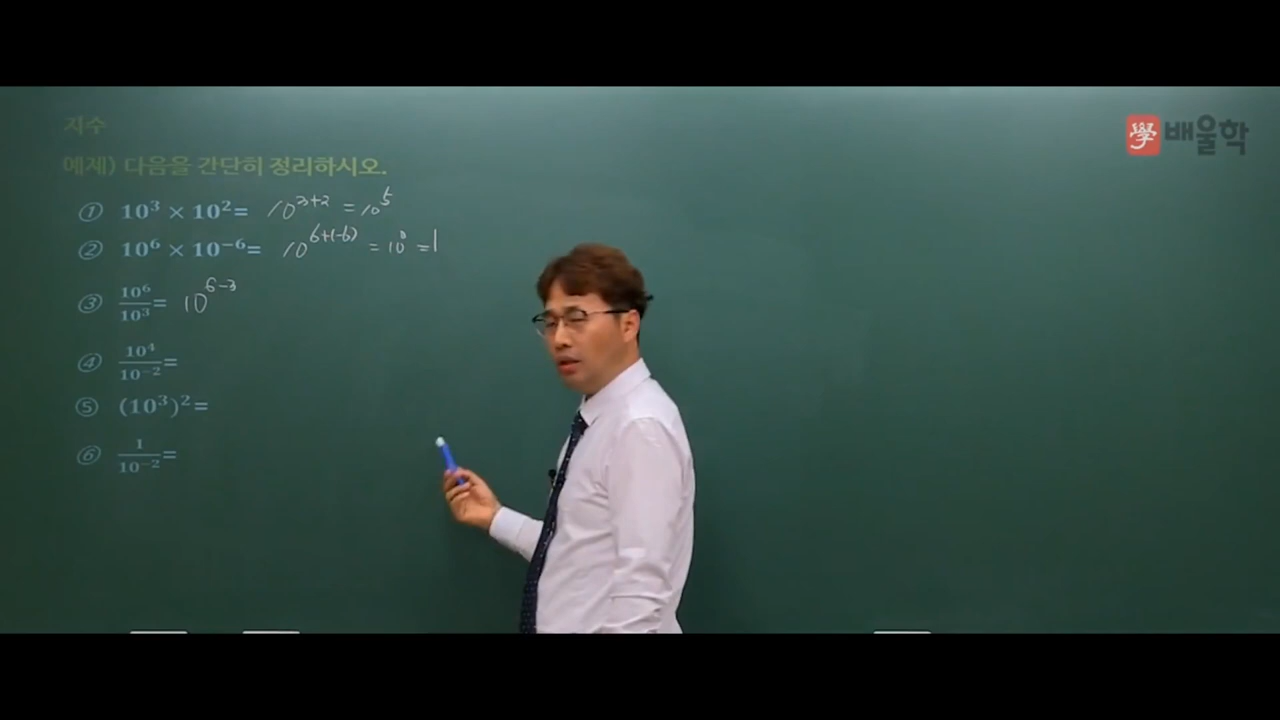 지수
學 배울학
예제) 다음을 간단히 정리하시오.
① 10³ × 10² = 10³⁺² = 10⁵
② 10⁶ × 10⁻⁶ = 10⁶⁺⁽⁻⁶⁾ = 10⁰ = 1
③ 10⁶/10³ = 10⁶⁻³
④ 10⁴/10⁻² =
⑤ (10³)² =
⑥ 1/10⁻² =